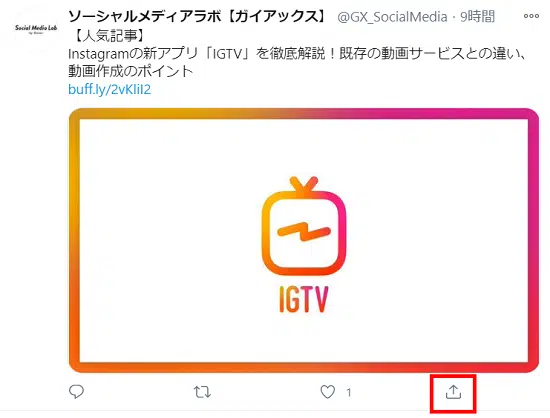 Social Media Lab
ソーシャルメディアラボ【ガイアックス】 @GX_SocialMedia · 9時間
【人気記事】
Instagramの新アプリ「IGTV」を徹底解説！既存の動画サービスとの違い、
動画作成のポイント
buff.ly/2vKliI2
IGTV
1